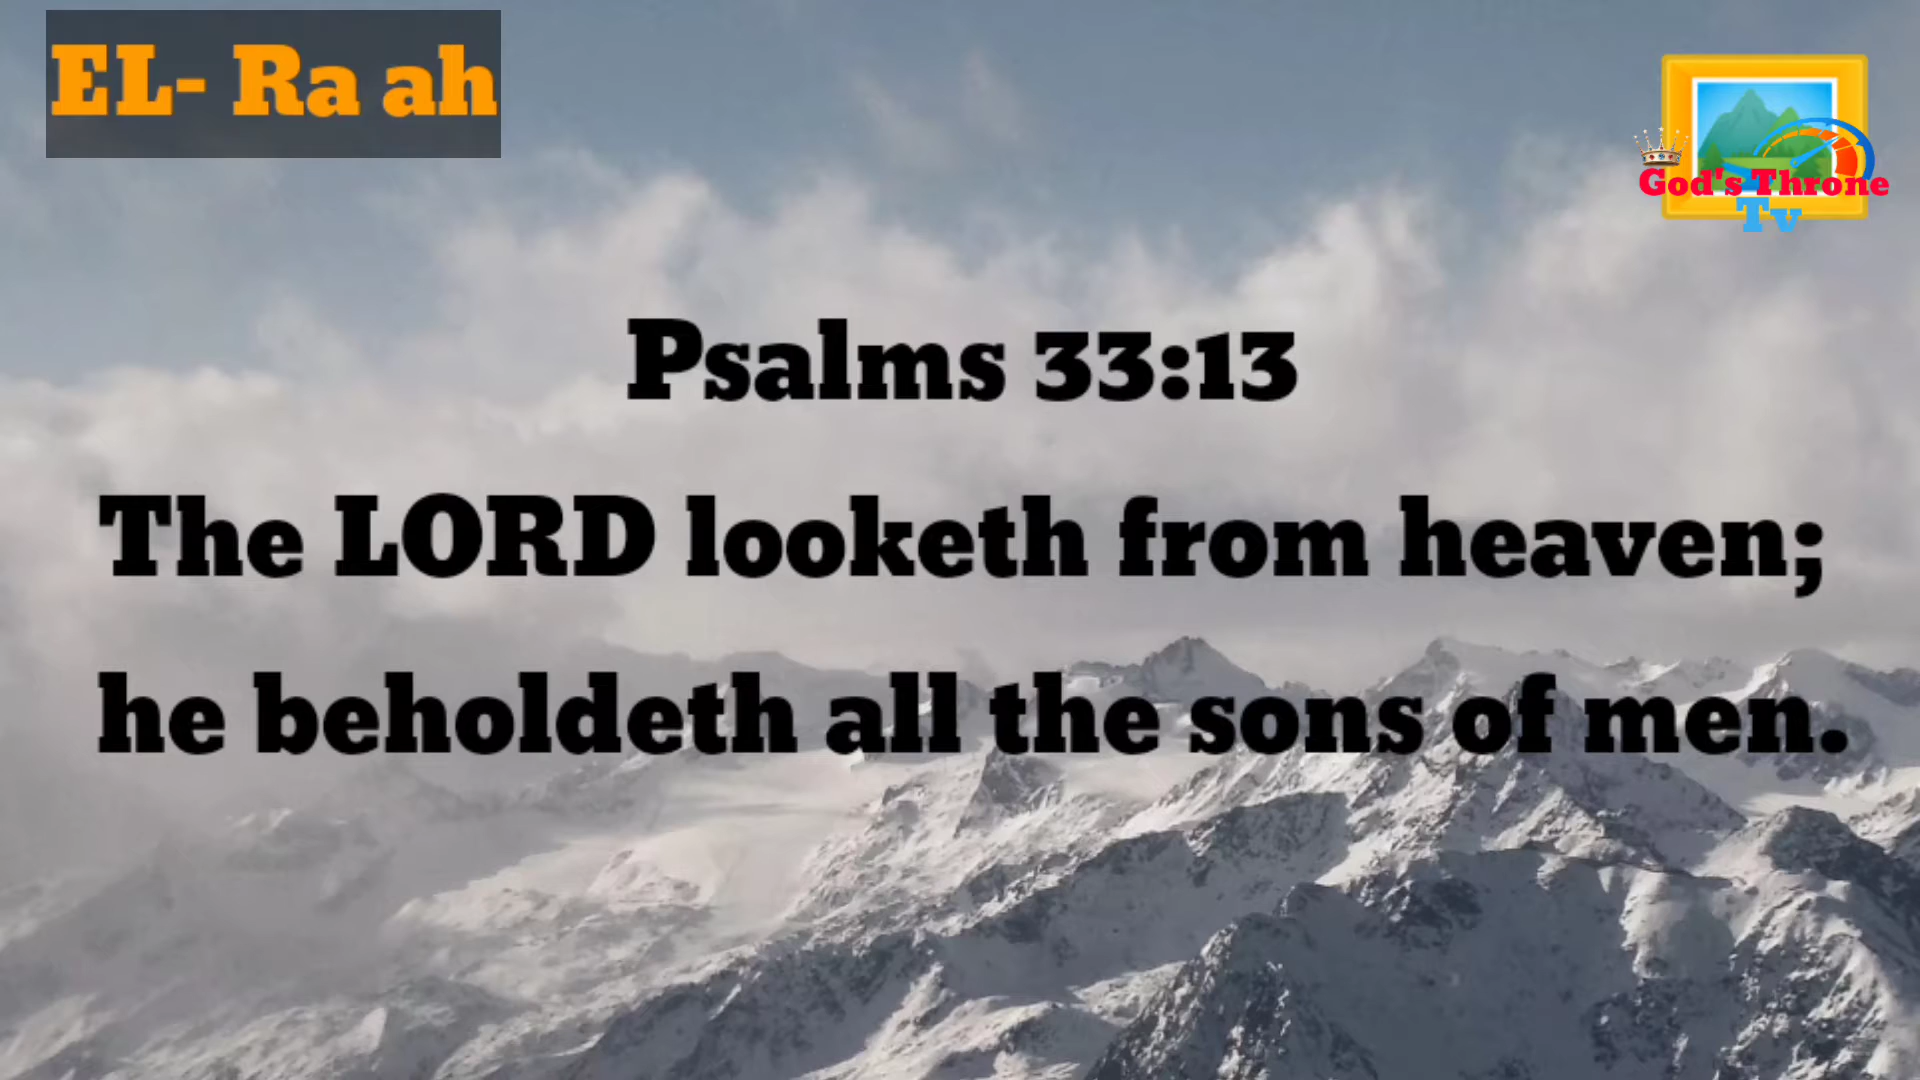 EL- Ra ah
God's Throne
Tv
Psalms 33:13
The LORD looketh from heaven;
he beholdeth all the sons of men.